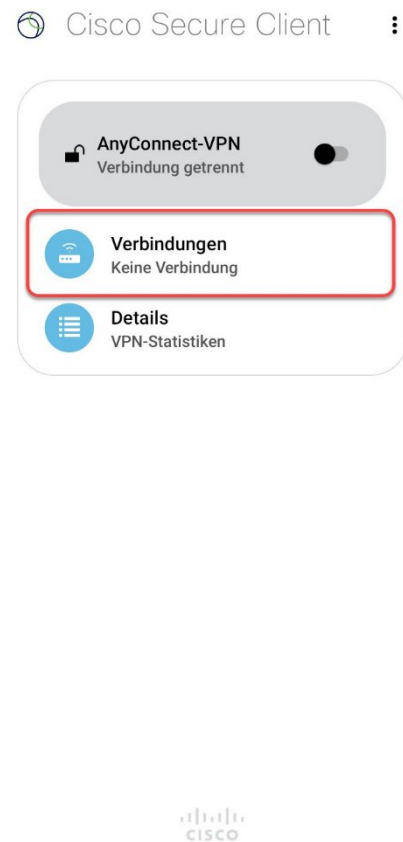 Cisco Secure Client
AnyConnect-VPN
Verbindung getrennt
Verbindungen
Keine Verbindung
Details
VPN-Statistiken
CISCO